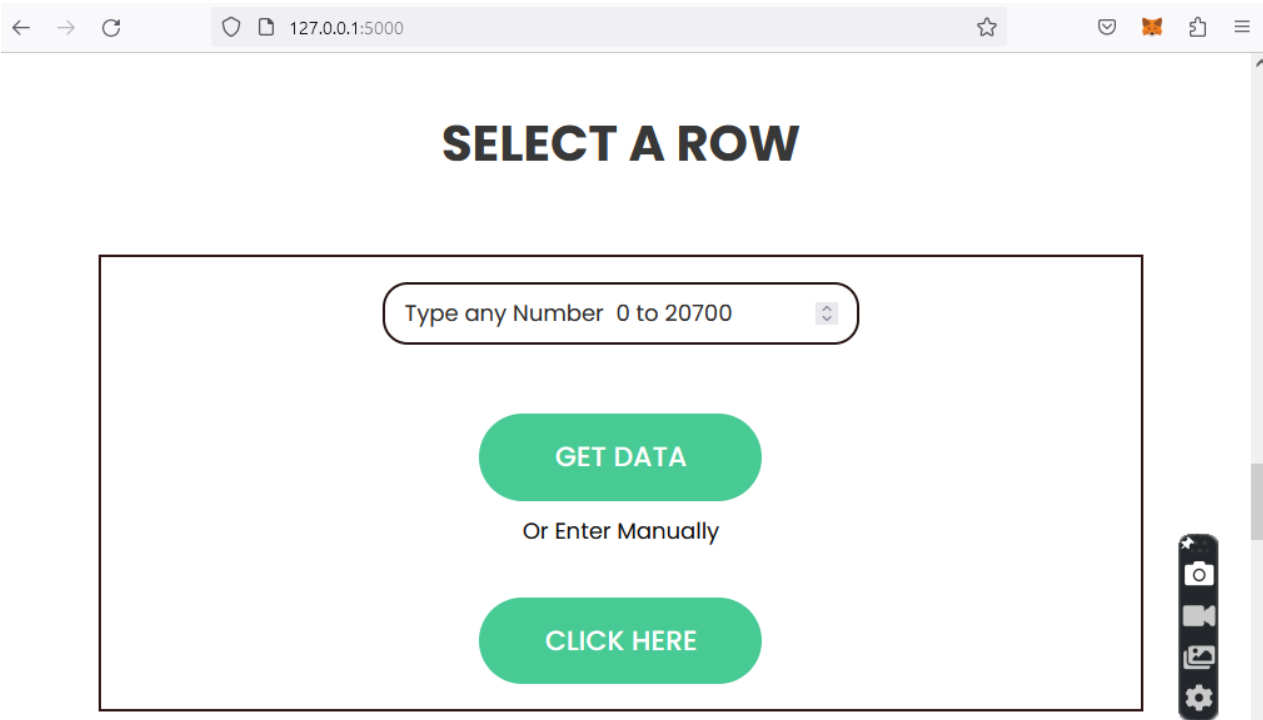 127.0.0.1:5000
SELECT A ROW
Type any Number 0 to 20700
GET DATA
Or Enter Manually
CLICK HERE